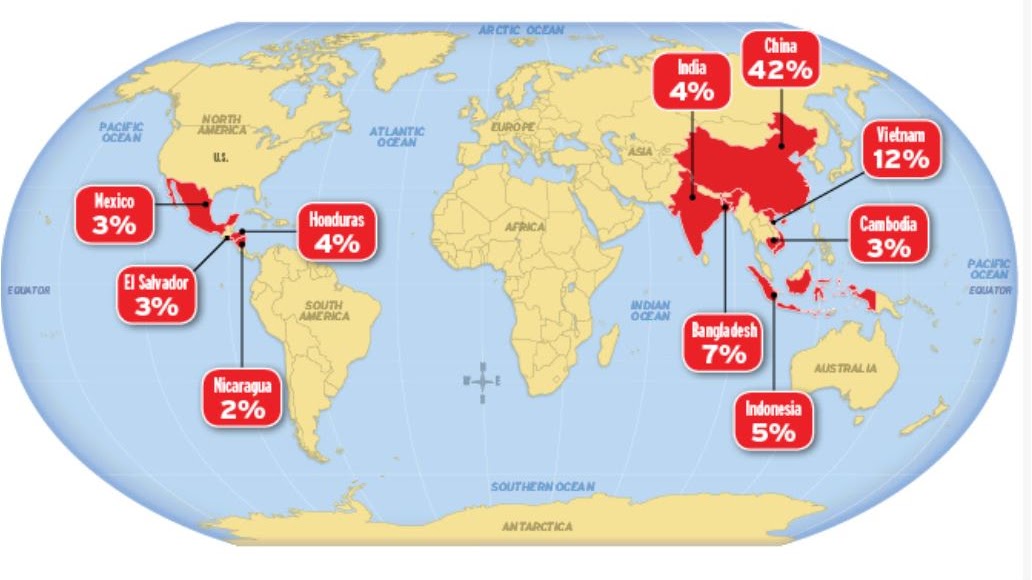 ARCTIC OCEAN
China
42%
India
4%
PACIFIC
OCEAN
NORTH
AMERICA
U.S.
ATLANTIC
OCEAN
EUROPE
ASIA
Vietnam
12%
Mexico
3%
Honduras
4%
AFRICA
Cambodia
3%
El Salvador
3%
EQUATOR
SOUTH
AMERICA
INDIAN
OCEAN
PACIFIC
OCEAN
EQUATOR
Bangladesh
7%
AUSTRALIA
Nicaragua
2%
W E
Indonesia
5%
SOUTHERN OCEAN
ANTARCTICA